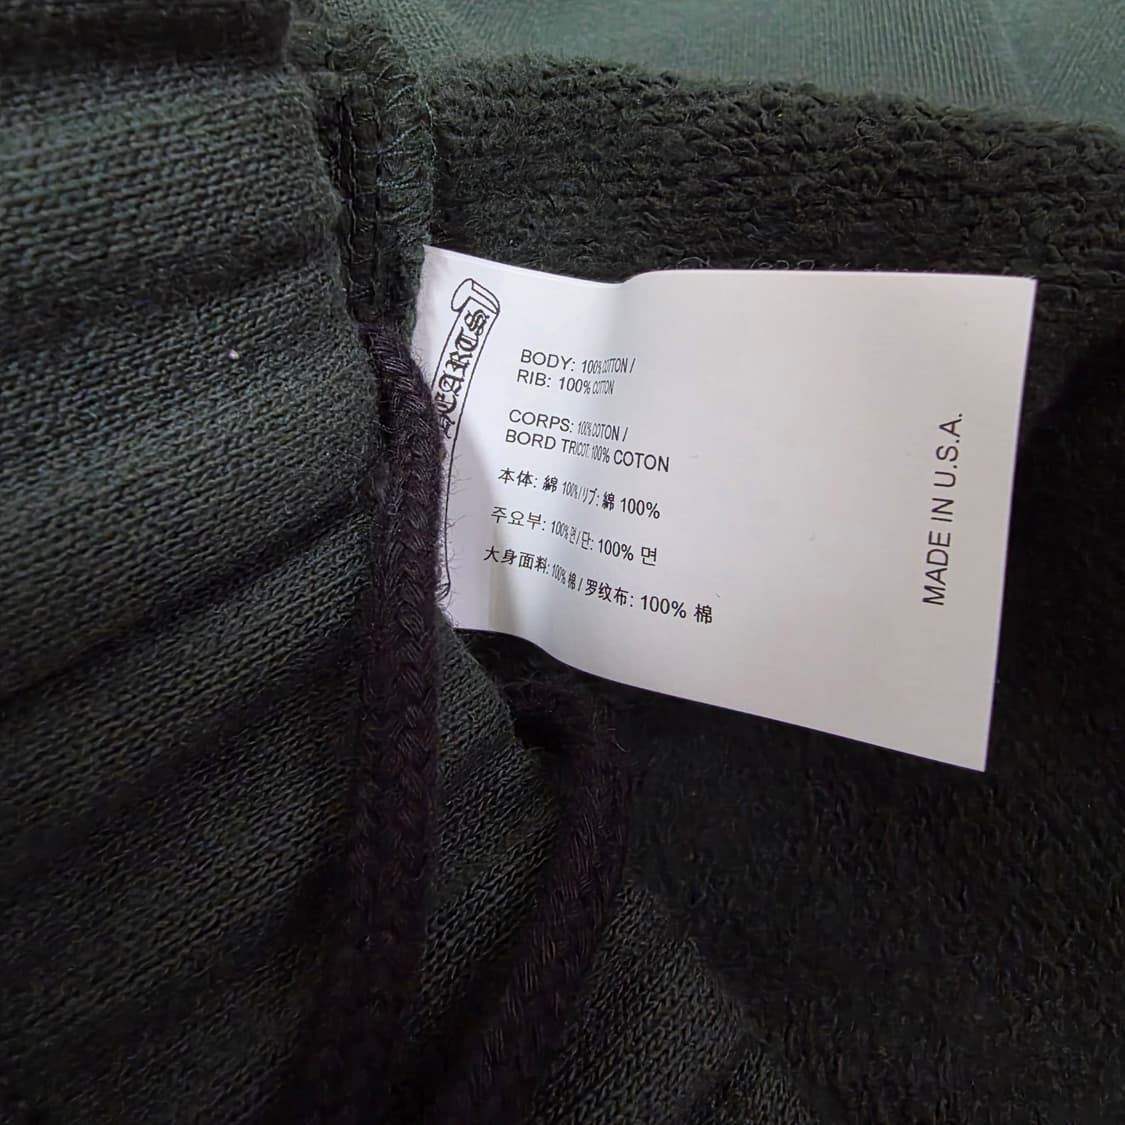 HEARTS
BODY: 100% COTTON /
RIB: 100% COTTON
CORPS: 100% COTON /
BORD TRICOT: 100% COTON
本体: 綿 100% / リブ: 綿 100%
주요부: 100% 면 / 단: 100% 면
大身面料: 100% 棉 / 罗纹布: 100% 棉
MADE IN U.S.A.